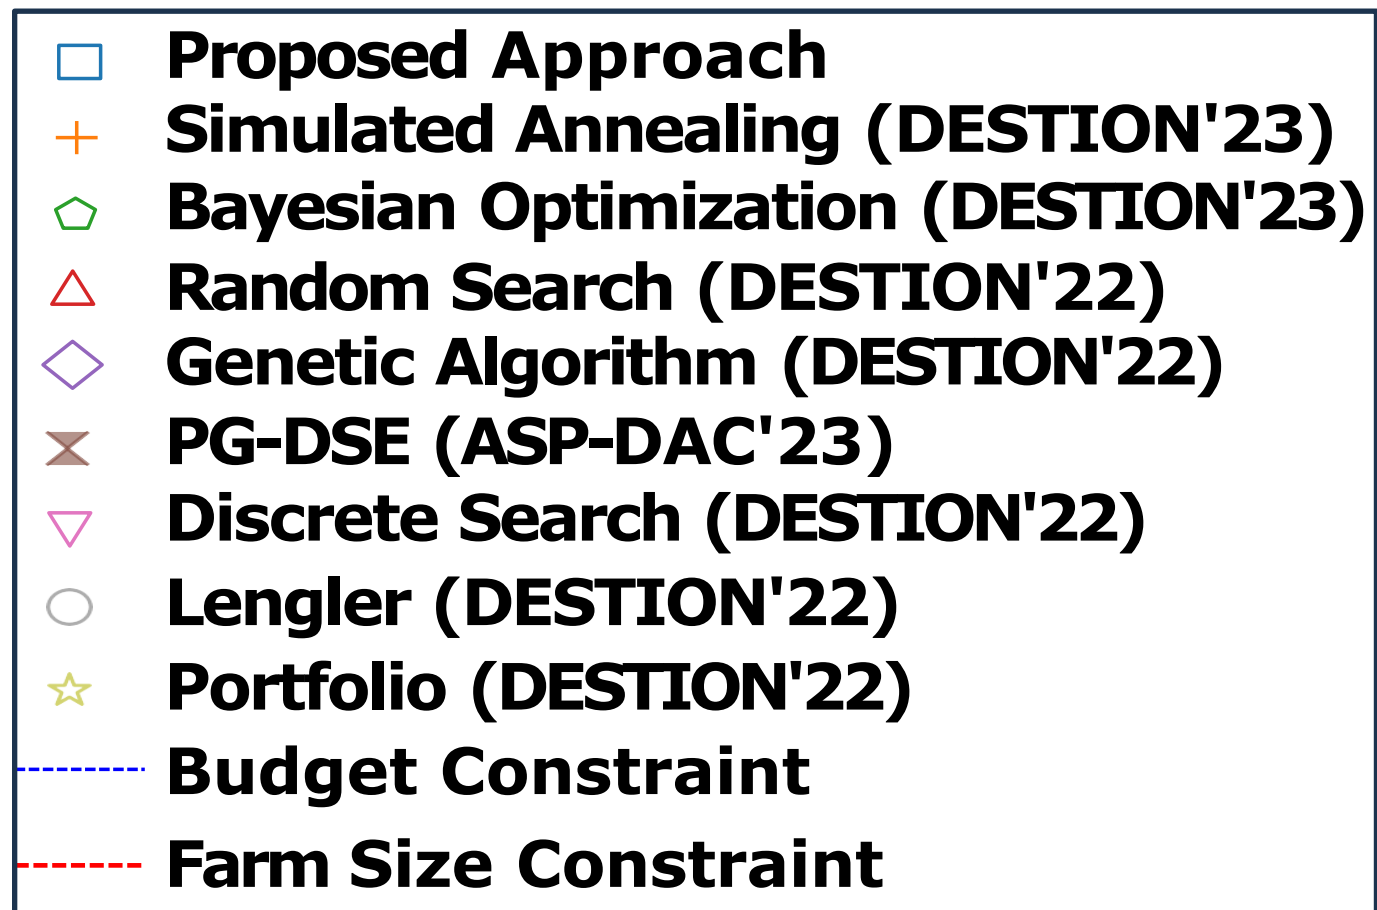 Proposed Approach
Simulated Annealing (DESTION'23)
Bayesian Optimization (DESTION'23)
Random Search (DESTION'22)
Genetic Algorithm (DESTION'22)
PG-DSE (ASP-DAC'23)
Discrete Search (DESTION'22)
Lengler (DESTION'22)
Portfolio (DESTION'22)
Budget Constraint
Farm Size Constraint